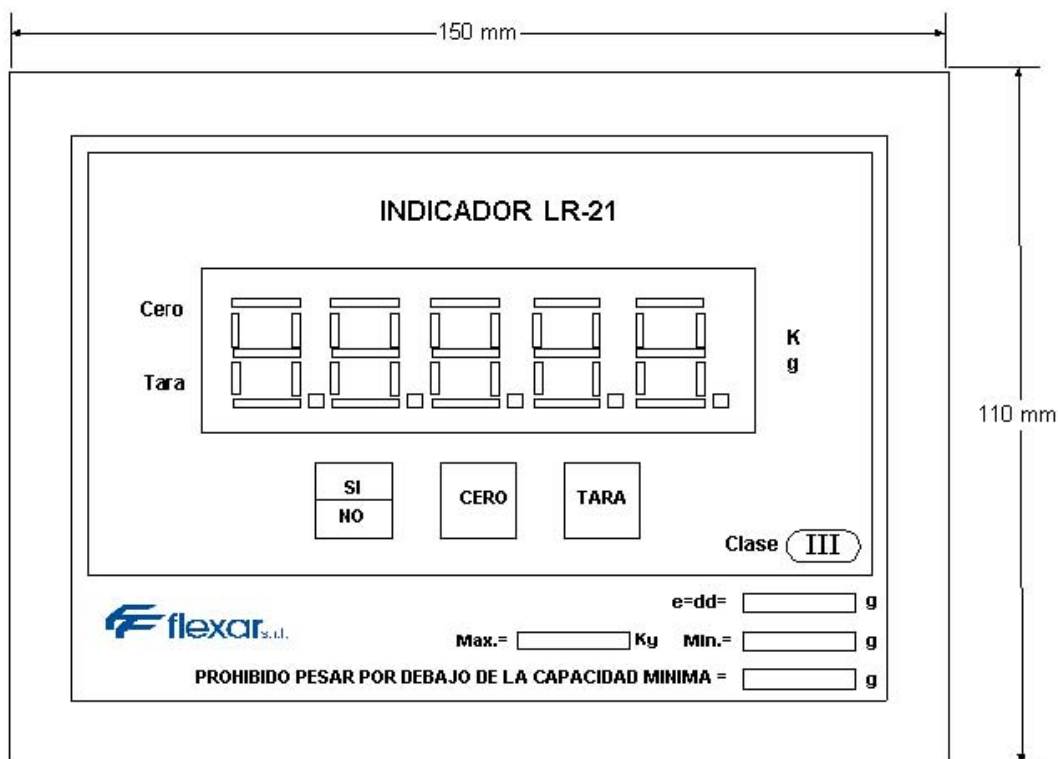 150 mm
INDICADOR LR-21
Cero
K
g
Tara
110 mm
SI
NO
CERO
TARA
Clase III
e=dd= g
flexar s.r.l.
Max.= Kg Min.= g
PROHIBIDO PESAR POR DEBAJO DE LA CAPACIDAD MINIMA = g